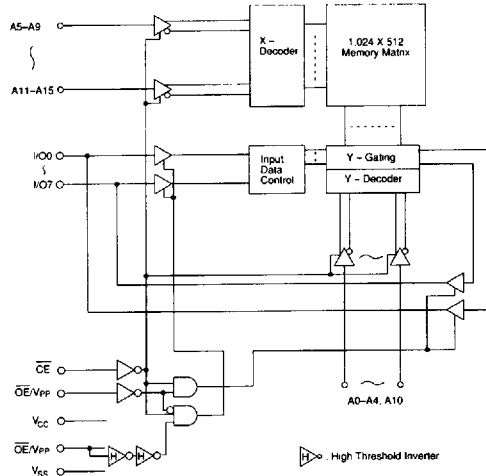 A5–A9
X –
Decoder
1,024 X 512
Memory Matrix
A11–A15
I/O0
I/O7
Input
Data
Control
Y – Gating
Y – Decoder
CE
OE/VPP
VCC
OE/VPP
VSS
A0–A4, A10
H
H
H : High Threshold Inverter